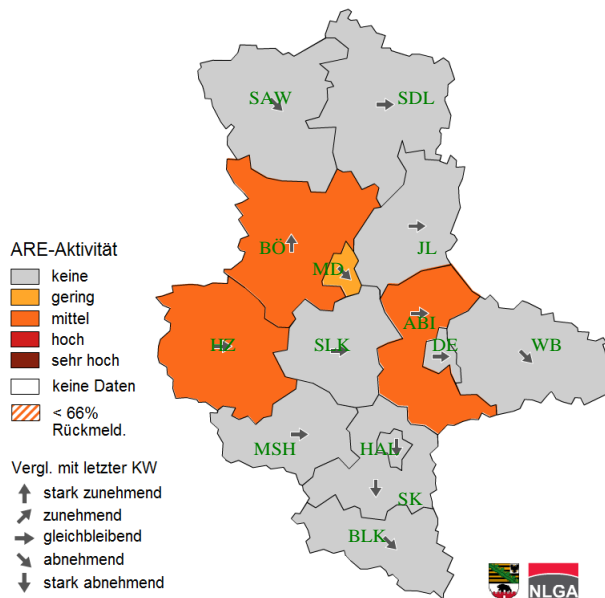 SAW
SDL
BÖ
JL
MD
ARE-Aktivität
keine
gering
mittel
hoch
sehr hoch
keine Daten
< 66%
Rückmeld.
HZ
SLK
ABI
DE
WB
MSH
HAL
SK
BLK
Vergl. mit letzter KW
stark zunehmend
zunehmend
gleichbleibend
abnehmend
stark abnehmend
NLGA